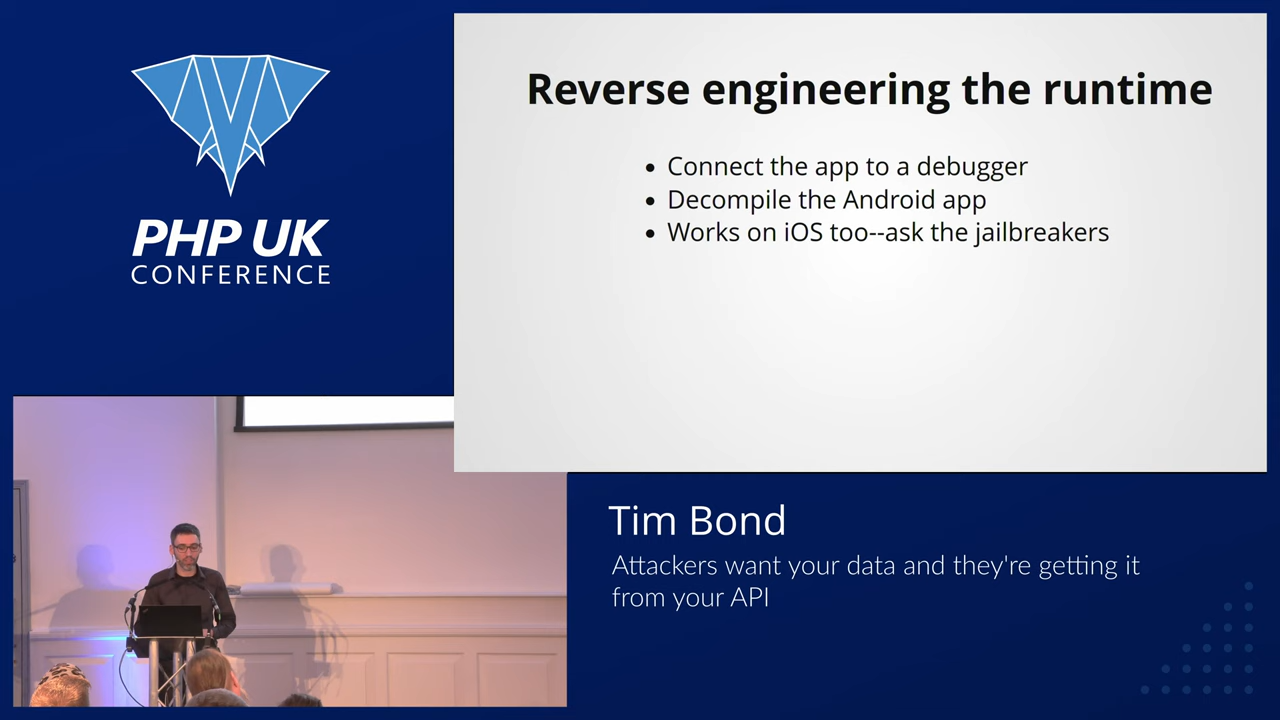 PHP UK
CONFERENCE
Reverse engineering the runtime
Connect the app to a debugger
Decompile the Android app
Works on iOS too--ask the jailbreakers
Tim Bond
Attackers want your data and they're getting it
from your API